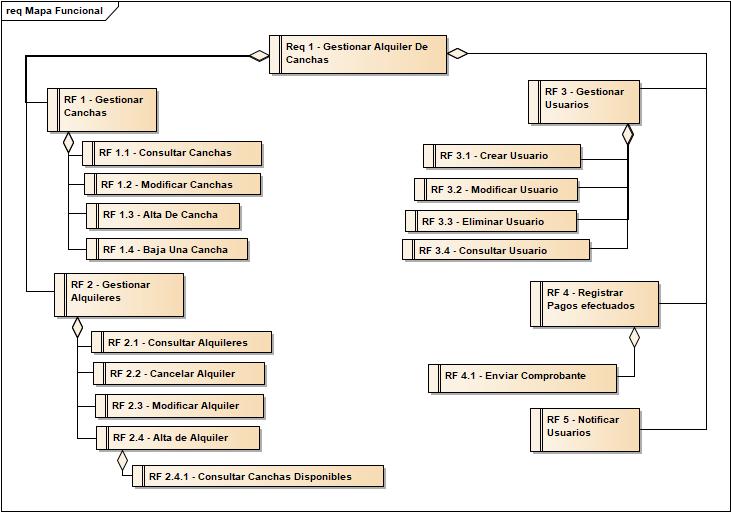 req Mapa Funcional
Req 1 - Gestionar Alquiler De
Canchas
RF 1 - Gestionar
Canchas
RF 1.1 - Consultar Canchas
RF 1.2 - Modificar Canchas
RF 1.3 - Alta De Cancha
RF 1.4 - Baja Una Cancha
RF 2 - Gestionar
Alquileres
RF 2.1 - Consultar Alquileres
RF 2.2 - Cancelar Alquiler
RF 2.3 - Modificar Alquiler
RF 2.4 - Alta de Alquiler
RF 2.4.1 - Consultar Canchas Disponibles
RF 3 - Gestionar
Usuarios
RF 3.1 - Crear Usuario
RF 3.2 - Modificar Usuario
RF 3.3 - Eliminar Usuario
RF 3.4 - Consultar Usuario
RF 4 - Registrar
Pagos efectuados
RF 4.1 - Enviar Comprobante
RF 5 - Notificar
Usuarios